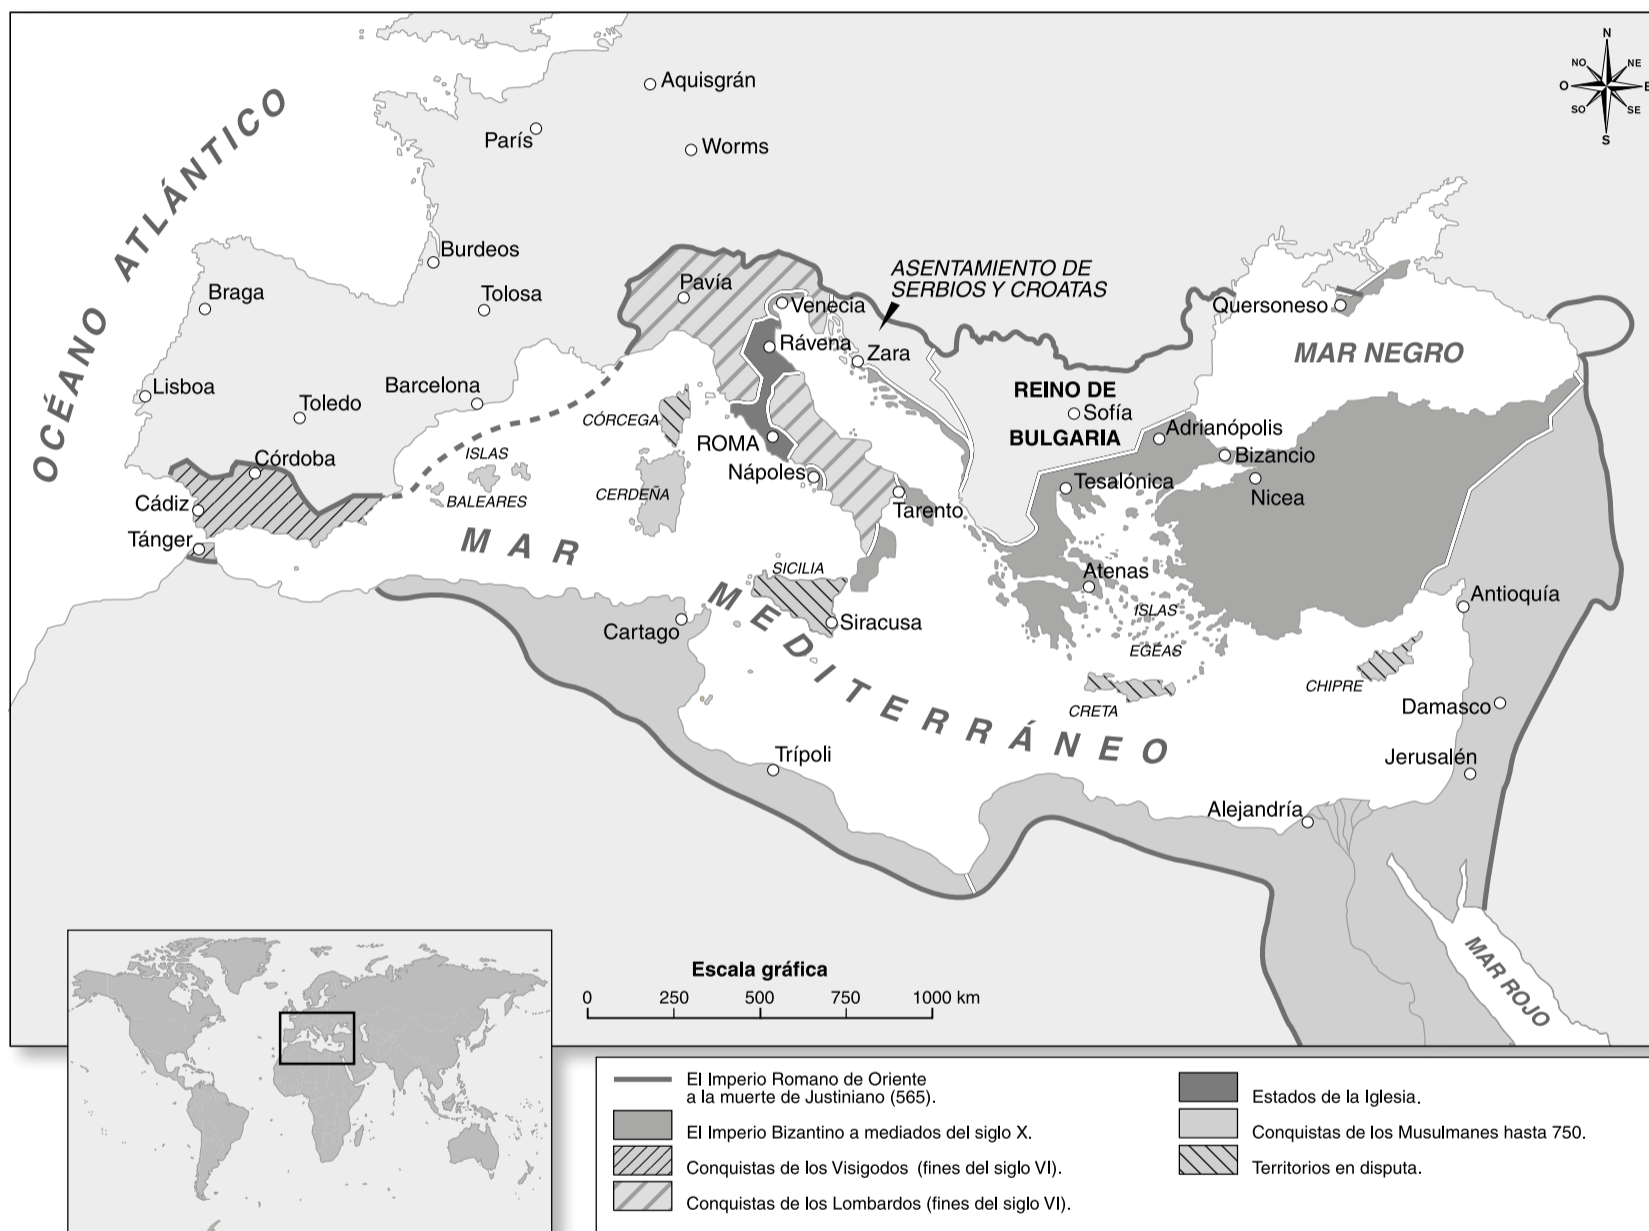 N
NO
NE
O
E
SO
SE
S
OCÉANO ATLÁNTICO
Aquisgrán
París
Worms
Burdeos
Braga
Tolosa
Pavía
Venecia
ASENTAMIENTO DE
SERBIOS Y CROATAS
Quersoneso
MAR NEGRO
Rávena
Zara
Lisboa
Toledo
Barcelona
CÓRCEGA
REINO DE
Sofía
BULGARIA
Adrianópolis
ROMA
Córdoba
ISLAS
BALEARES
CERDEÑA
Nápoles
Bizancio
Tesalónica
Nicea
Cádiz
Tarento
Tánger
MAR
MEDITERRÁNEO
SICILIA
Atenas
ISLAS
EGEAS
Antioquía
Cartago
Siracusa
CHIPRE
CRETA
Damasco
Trípoli
Jerusalén
Alejandría
MAR ROJO
Escala gráfica
0 250 500 750 1000 km
El Imperio Romano de Oriente
a la muerte de Justiniano (565).
El Imperio Bizantino a mediados del siglo X.
Conquistas de los Visigodos (fines del siglo VI).
Conquistas de los Lombardos (fines del siglo VI).
Estados de la Iglesia.
Conquistas de los Musulmanes hasta 750.
Territorios en disputa.